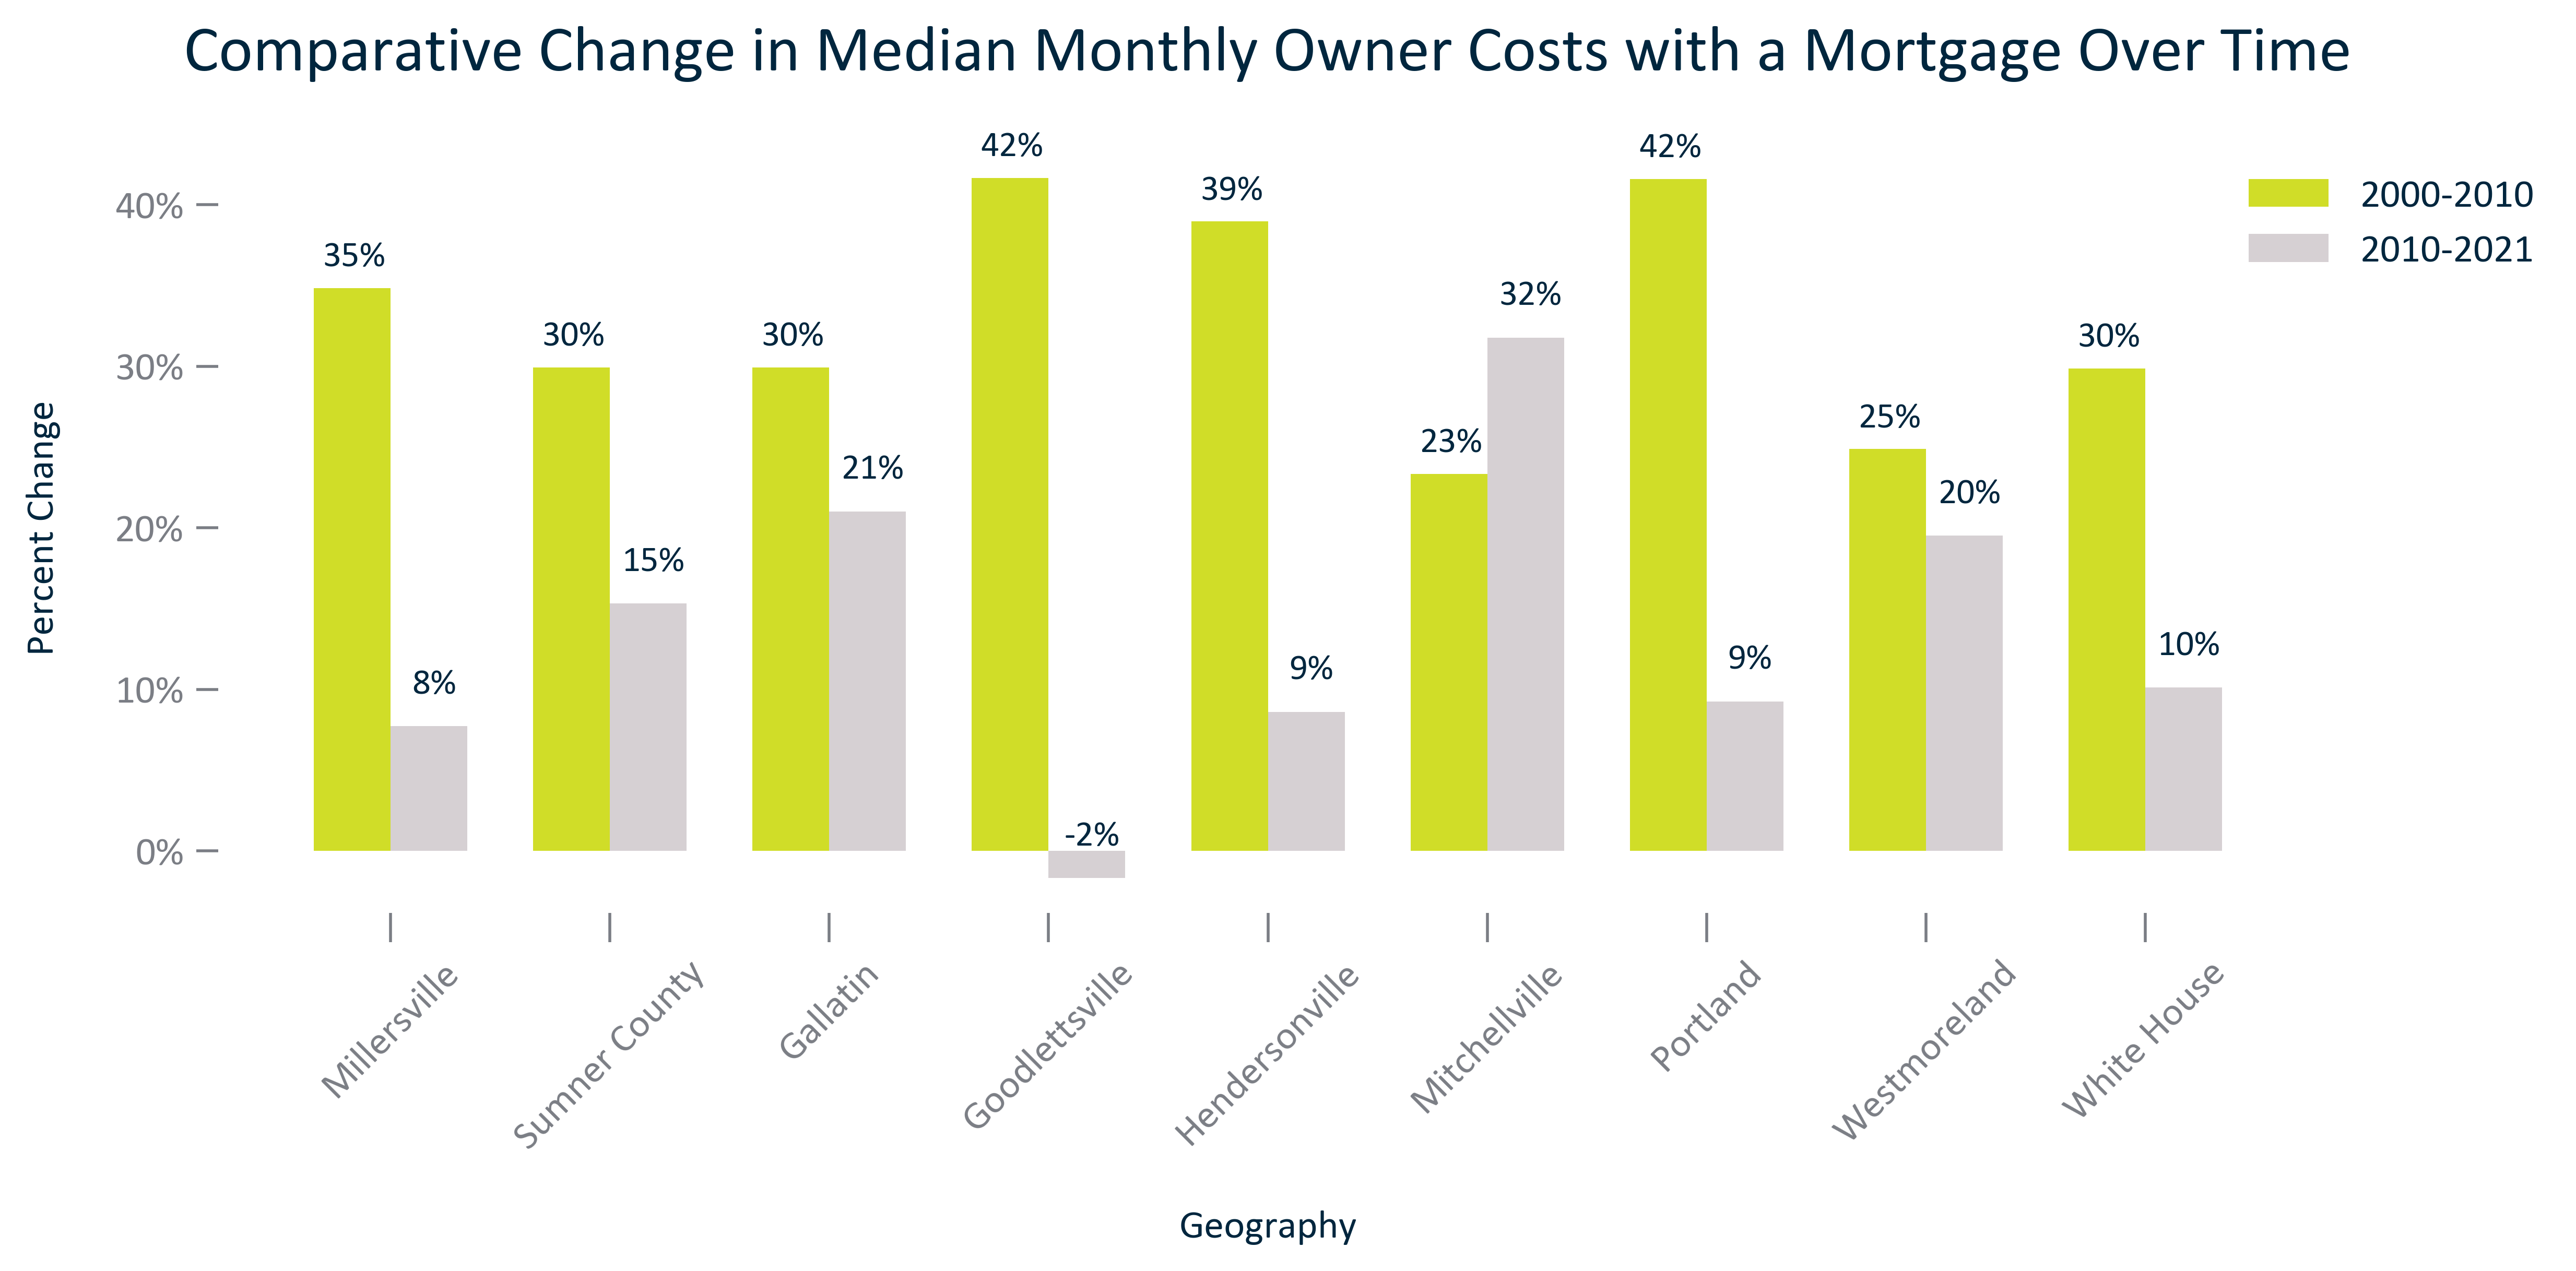 Comparative Change in Median Monthly Owner Costs with a Mortgage Over Time
42%
42%
39%
2000-2010
40%
2010-2021
35%
32%
30%
30%
30%
30%
23%
25%
21%
20%
20%
15%
10%
10%
8%
9%
9%
0%
-2%
Percent Change
Millersville
Sumner County
Gallatin
Goodlettsville
Hendersonville
Mitchellville
Portland
Westmoreland
White House
Geography